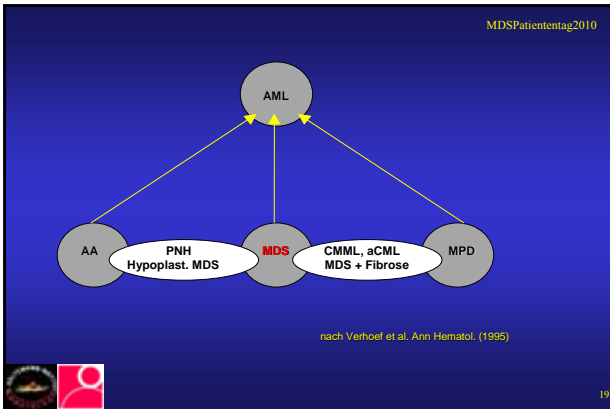 MDSPatiententag2010
AML
AA
PNH
Hypoplast. MDS
MDS
CMML, aCML
MDS + Fibrose
MPD
nach Verhoef et al. Ann Hematol. (1995)
19